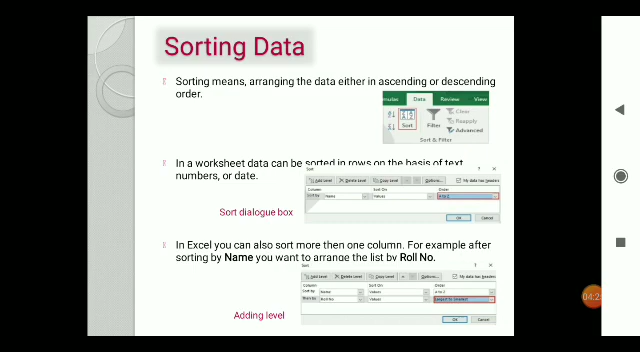 Sorting Data
Sorting means, arranging the data either in ascending or descending
order.
mulas Data Review View
Sort Filter Clear
Reapply
Advanced
Sort & Filter
In a worksheet data can be sorted in rows on the basis of text,
numbers, or date.
Sort ? ×
Add Level Delete Level Copy Level Options... My data has headers
Column Sort On Order
Sort by Name Values A to Z
OK Cancel
Sort dialogue box
In Excel you can also sort more then one column. For example after
sorting by Name you want to arrange the list by Roll No.
Sort ? ×
Add Level Delete Level Copy Level Options... My data has headers
Column Sort On Order
Sort by Name Values A to Z
Then by Roll No Values Largest to Smallest
OK Cancel
Adding level